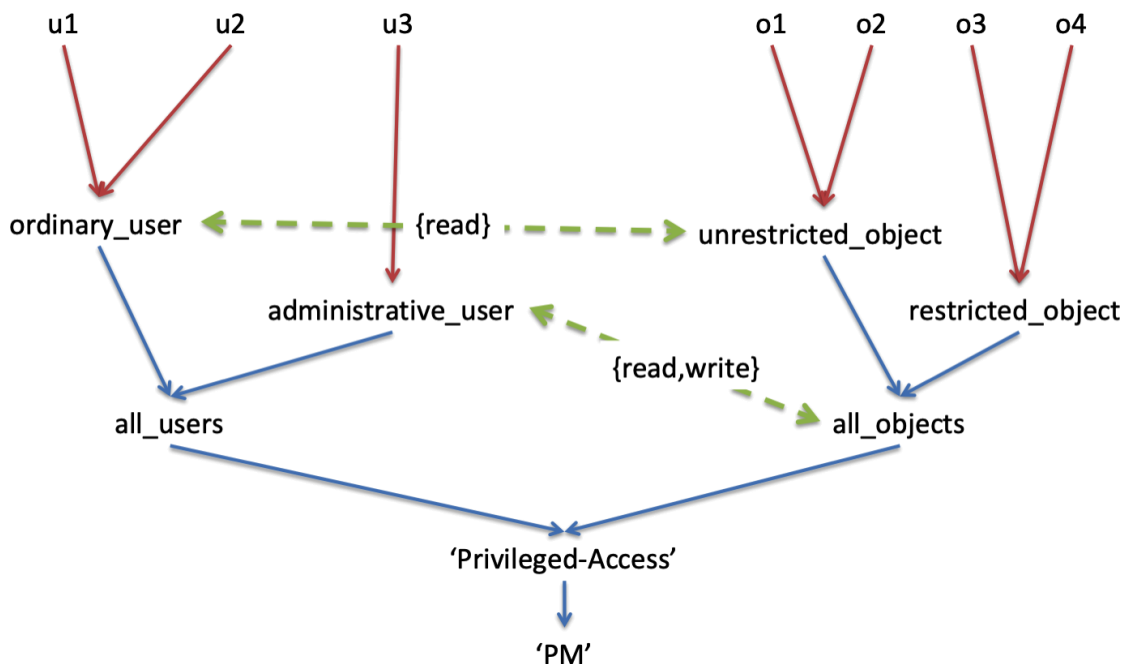 u1
u2
u3
o1
o2
o3
o4
ordinary_user
{read}
unrestricted_object
administrative_user
restricted_object
{read,write}
all_users
all_objects
‘Privileged-Access’
‘PM’